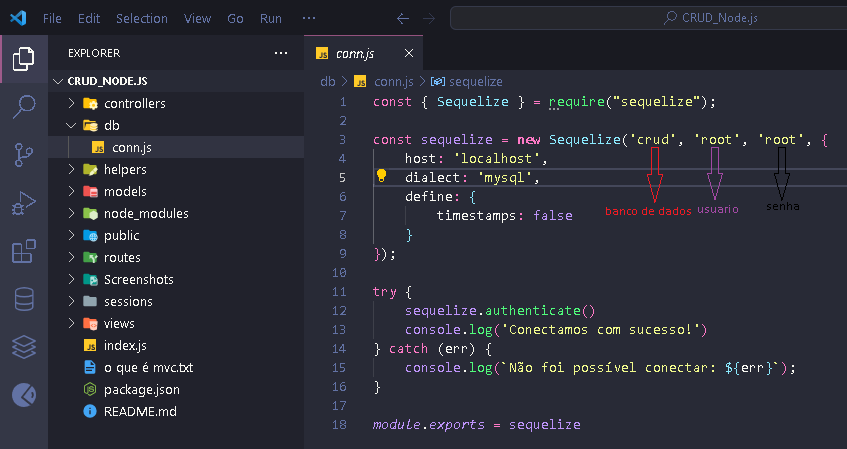 File Edit Selection View Go Run ··· CRUD_Node.js
EXPLORER ···
CRUD_NODE.JS
controllers
db
JS conn.js
helpers
models
node_modules
public
routes
Screenshots
sessions
views
JS index.js
o que é mvc.txt
package.json
README.md
JS conn.js
db > JS conn.js > sequelize
1 const { Sequelize } = require("sequelize");
2
3 const sequelize = new Sequelize('crud', 'root', 'root', {
4 host: 'localhost',
5 dialect: 'mysql',
6 define: {
7 timestamps: false
8 }
9 });
10
11 try {
12 sequelize.authenticate()
13 console.log('Conectamos com sucesso!')
14 } catch (err) {
15 console.log(`Não foi possível conectar: ${err}`);
16 }
17
18 module.exports = sequelize
banco de dados usuario senha